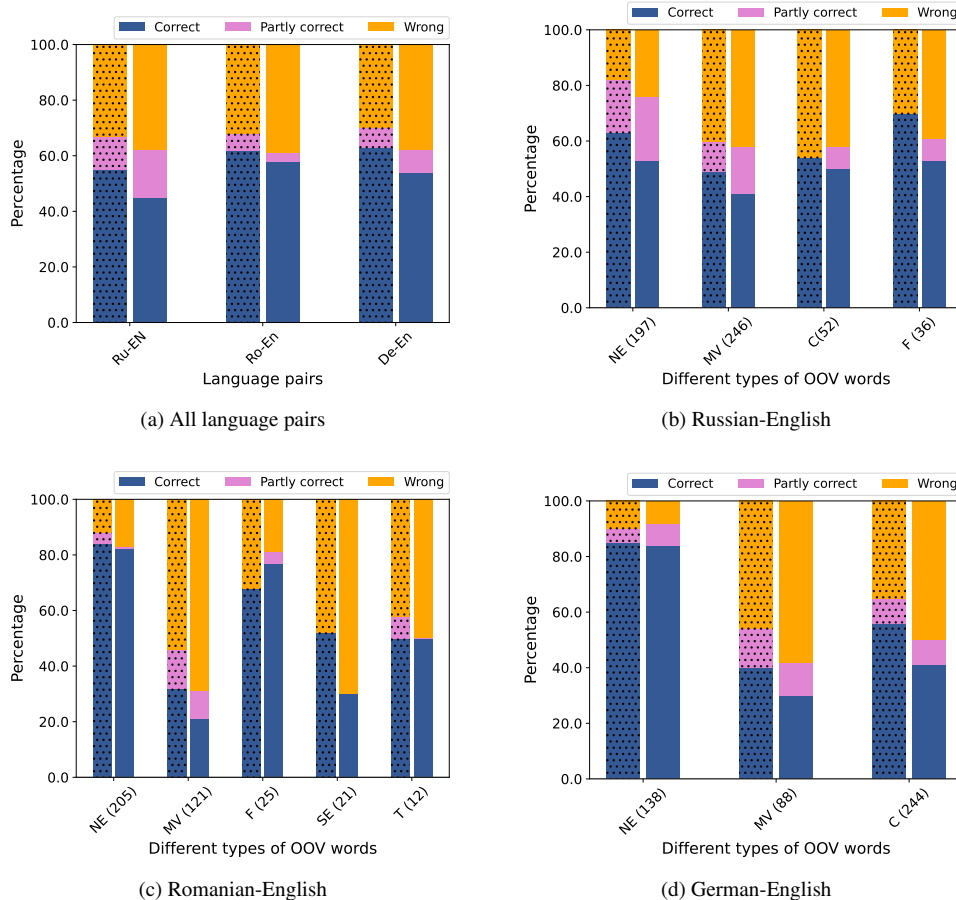 Correct Partly correct Wrong
100.0
80.0
60.0
40.0
20.0
0.0
Percentage
Ru-EN Ro-En De-En
Language pairs
(a) All language pairs
Correct Partly correct Wrong
100.0
80.0
60.0
40.0
20.0
0.0
Percentage
NE (197) MV (246) C(52) F (36)
Different types of OOV words
(b) Russian-English
Correct Partly correct Wrong
100.0
80.0
60.0
40.0
20.0
0.0
Percentage
NE (205) MV (121) F (25) SE (21) T (12)
Different types of OOV words
(c) Romanian-English
Correct Partly correct Wrong
100.0
80.0
60.0
40.0
20.0
0.0
Percentage
NE (138) MV (88) C (244)
Different types of OOV words
(d) German-English